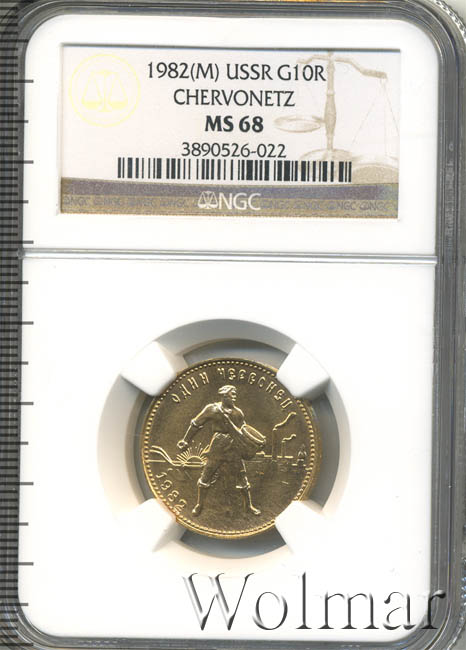 1982(M) USSR G10R
CHERVONETZ
MS 68
3890526-022
NGC
ОДИН ЧЕРВОНЕЦ
1982
Wolmar